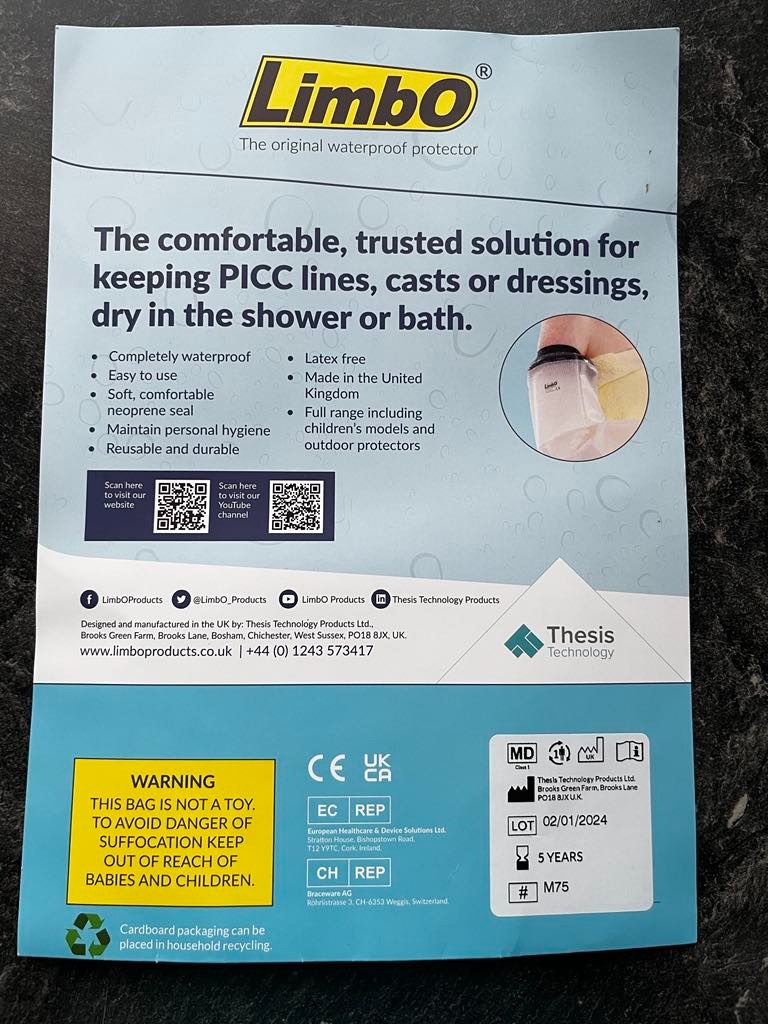 LimbO®
The original waterproof protector
The comfortable, trusted solution for
keeping PICC lines, casts or dressings,
dry in the shower or bath.
• Completely waterproof
• Easy to use
• Soft, comfortable
neoprene seal
• Maintain personal hygiene
• Reusable and durable
• Latex free
• Made in the United
Kingdom
• Full range including
children's models and
outdoor protectors
LimbO
Scan here
to visit our
website
Scan here
to visit our
YouTube
channel
LimbOProducts @LimbO_Products LimbO Products Thesis Technology Products
Designed and manufactured in the UK by: Thesis Technology Products Ltd.,
Brooks Green Farm, Brooks Lane, Bosham, Chichester, West Sussex, PO18 8JX, UK.
www.limboproducts.co.uk | +44 (0) 1243 573417
Thesis
Technology
WARNING
THIS BAG IS NOT A TOY.
TO AVOID DANGER OF
SUFFOCATION KEEP
OUT OF REACH OF
BABIES AND CHILDREN.
Cardboard packaging can be
placed in household recycling.
CE UK
CA
EC REP
European Healthcare & Device Solutions Ltd.
Stratton House, Bishopstown Road,
T12 Y9TC, Cork, Ireland.
CH REP
Braceware AG
Röhrlistrasse 3, CH-6353 Weggis, Switzerland.
MD 1 UK i
Class 1
Thesis Technology Products Ltd.
Brooks Green Farm, Brooks Lane
PO18 8JX U.K.
LOT 02/01/2024
5 YEARS
# M75